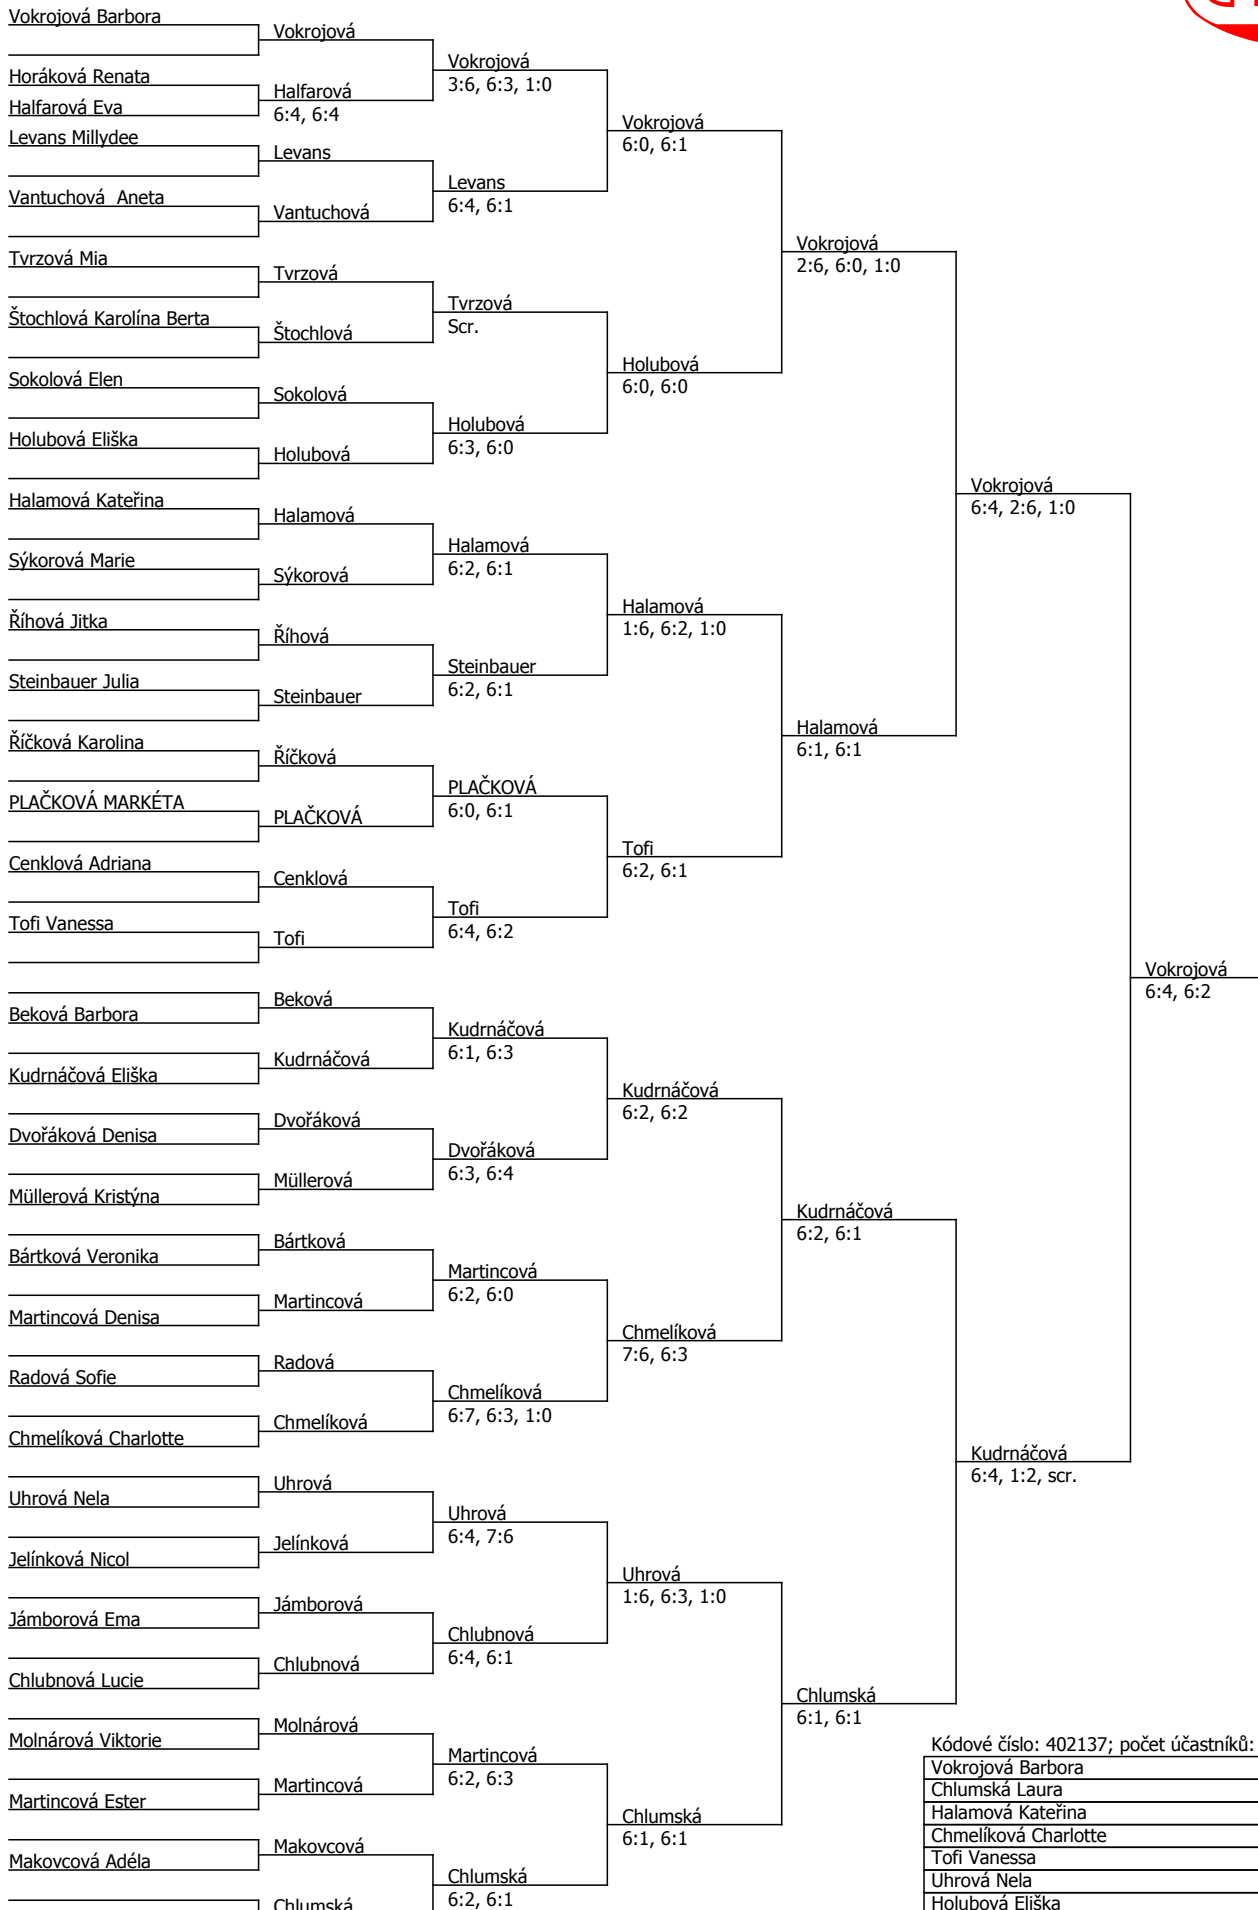 Vokrojová Barbora
Horáková Renata
Halfarová Eva
Levans Millydee
Vantuchová  Aneta
Tvrzová Mia
Štochlová Karolína Berta
Sokolová Elen
Holubová Eliška
Halamová Kateřina
Sýkorová Marie
Říhová Jitka
Steinbauer Julia
Říčková Karolina
PLAČKOVÁ MARKÉTA
Cenklová Adriana
Tofi Vanessa
Beková Barbora
Kudrnáčová Eliška
Dvořáková Denisa
Müllerová Kristýna
Bártková Veronika
Martincová Denisa
Radová Sofie
Chmelíková Charlotte
Uhrová Nela
Jelínková Nicol
Jámborová Ema
Chlubnová Lucie
Molnárová Viktorie
Martincová Ester
Makovcová Adéla
Vokrojová
Halfarová
6:4, 6:4
Levans
Vantuchová
Tvrzová
Štochlová
Sokolová
Holubová
Halamová
Sýkorová
Říhová
Steinbauer
Říčková
PLAČKOVÁ
Cenklová
Tofi
Beková
Kudrnáčová
Dvořáková
Müllerová
Bártková
Martincová
Radová
Chmelíková
Uhrová
Jelínková
Jámborová
Chlubnová
Molnárová
Martincová
Makovcová
Chlumská
Vokrojová
3:6, 6:3, 1:0
Levans
6:4, 6:1
Tvrzová
Scr.
Holubová
6:3, 6:0
Halamová
6:2, 6:1
Steinbauer
6:2, 6:1
PLAČKOVÁ
6:0, 6:1
Tofi
6:4, 6:2
Kudrnáčová
6:1, 6:3
Dvořáková
6:3, 6:4
Martincová
6:2, 6:0
Chmelíková
6:7, 6:3, 1:0
Uhrová
6:4, 7:6
Chlubnová
6:4, 6:1
Martincová
6:2, 6:3
Chlumská
6:2, 6:1
Vokrojová
6:0, 6:1
Holubová
6:0, 6:0
Halamová
1:6, 6:2, 1:0
Tofi
6:2, 6:1
Kudrnáčová
6:2, 6:2
Chmelíková
7:6, 6:3
Uhrová
1:6, 6:3, 1:0
Chlumská
6:1, 6:1
Vokrojová
2:6, 6:0, 1:0
Halamová
6:1, 6:1
Kudrnáčová
6:2, 6:1
Chlumská
6:1, 6:1
Vokrojová
6:4, 2:6, 1:0
Kudrnáčová
6:4, 1:2, scr.
Vokrojová
6:4, 6:2
Kódové číslo: 402137; počet účastníků:
Vokrojová Barbora
Chlumská Laura
Halamová Kateřina
Chmelíková Charlotte
Tofi Vanessa
Uhrová Nela
Holubová Eliška